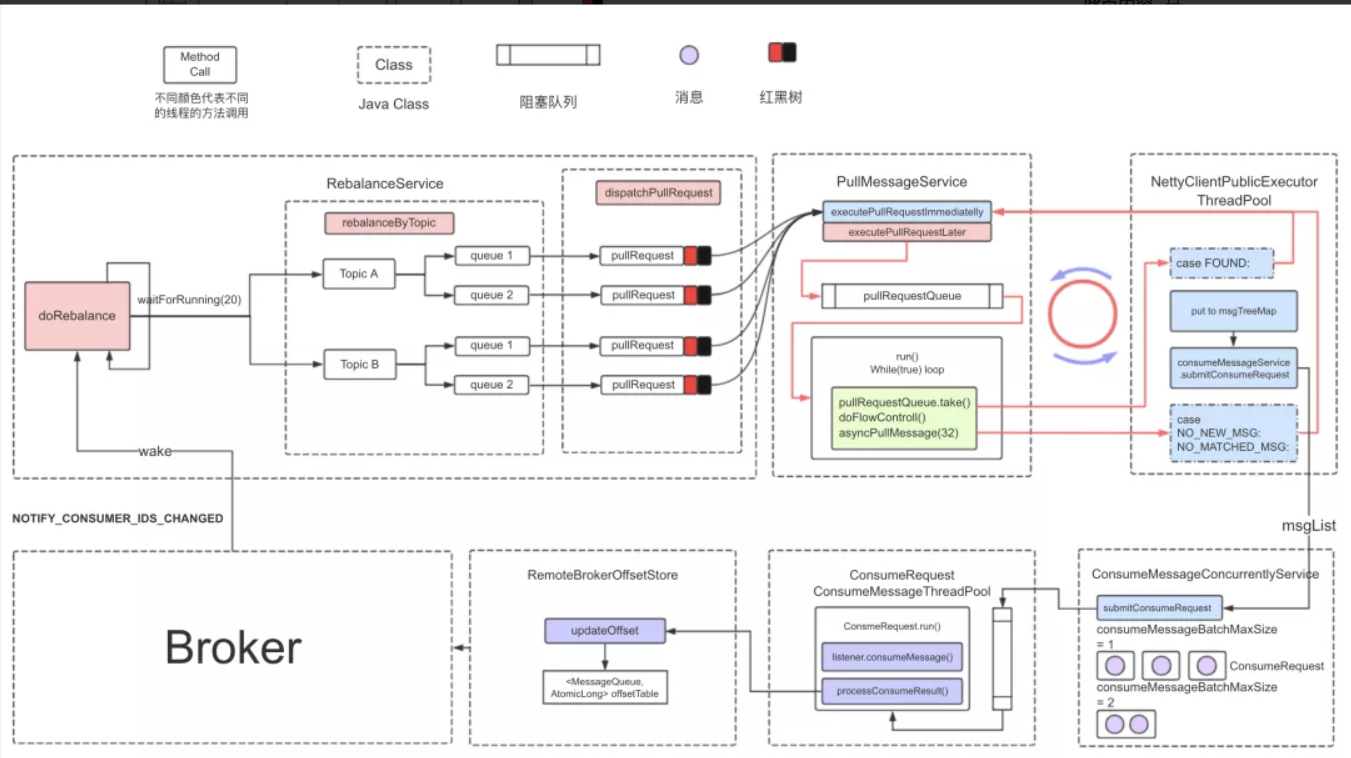 Method
Call
不同颜色代表不同
的线程的方法调用
Class
Java Class
阻塞队列
消息
红黑树
RebalanceService
rebalanceByTopic
dispatchPullRequest
doRebalance
waitForRunning(20)
Topic A
queue 1
pullRequest
queue 2
pullRequest
Topic B
queue 1
pullRequest
queue 2
pullRequest
wake
NOTIFY_CONSUMER_IDS_CHANGED
PullMessageService
executePullRequestImmediatelly
executePullRequestLater
pullRequestQueue
run()
While(true) loop
pullRequestQueue.take()
doFlowControll()
asyncPullMessage(32)
NettyClientPublicExecutor
ThreadPool
case FOUND:
put to msgTreeMap
consumeMessageService
.submitConsumeRequest
case
NO_NEW_MSG:
NO_MATCHED_MSG:
msgList
Broker
RemoteBrokerOffsetStore
updateOffset
<MessageQueue,
AtomicLong> offsetTable
ConsumeRequest
ConsumeMessageThreadPool
ConsmeRequest.run()
listener.consumeMessage()
processConsumeResult()
ConsumeMessageConcurrentlyService
submitConsumeRequest
consumeMessageBatchMaxSize
= 1
ConsumeRequest
consumeMessageBatchMaxSize
= 2